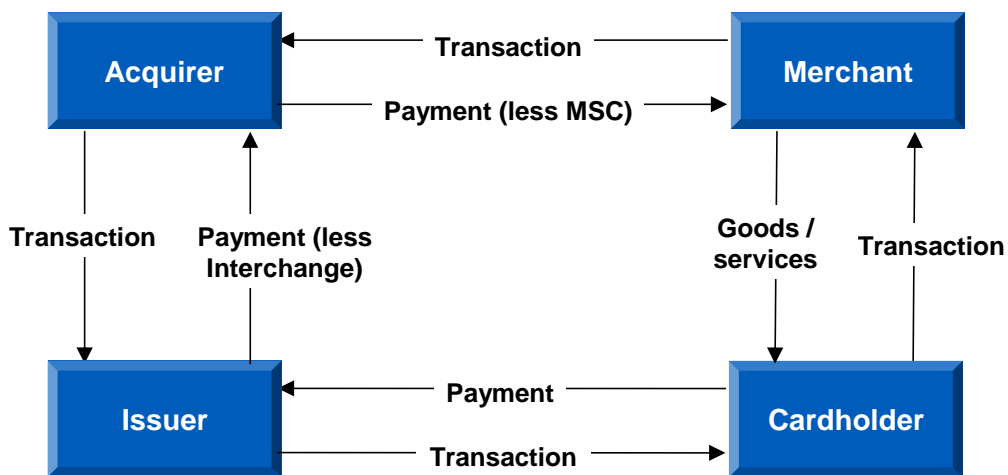 Transaction
Acquirer
Merchant
Payment (less MSC)
Transaction
Payment (less
Interchange)
Goods /
services
Transaction
Payment
Issuer
Cardholder
Transaction